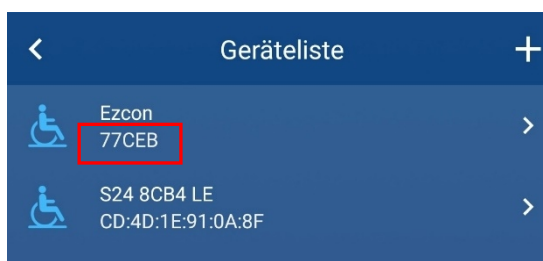 Geräteliste
Ezcon
77CEB
S24 8CB4 LE
CD:4D:1E:91:0A:8F